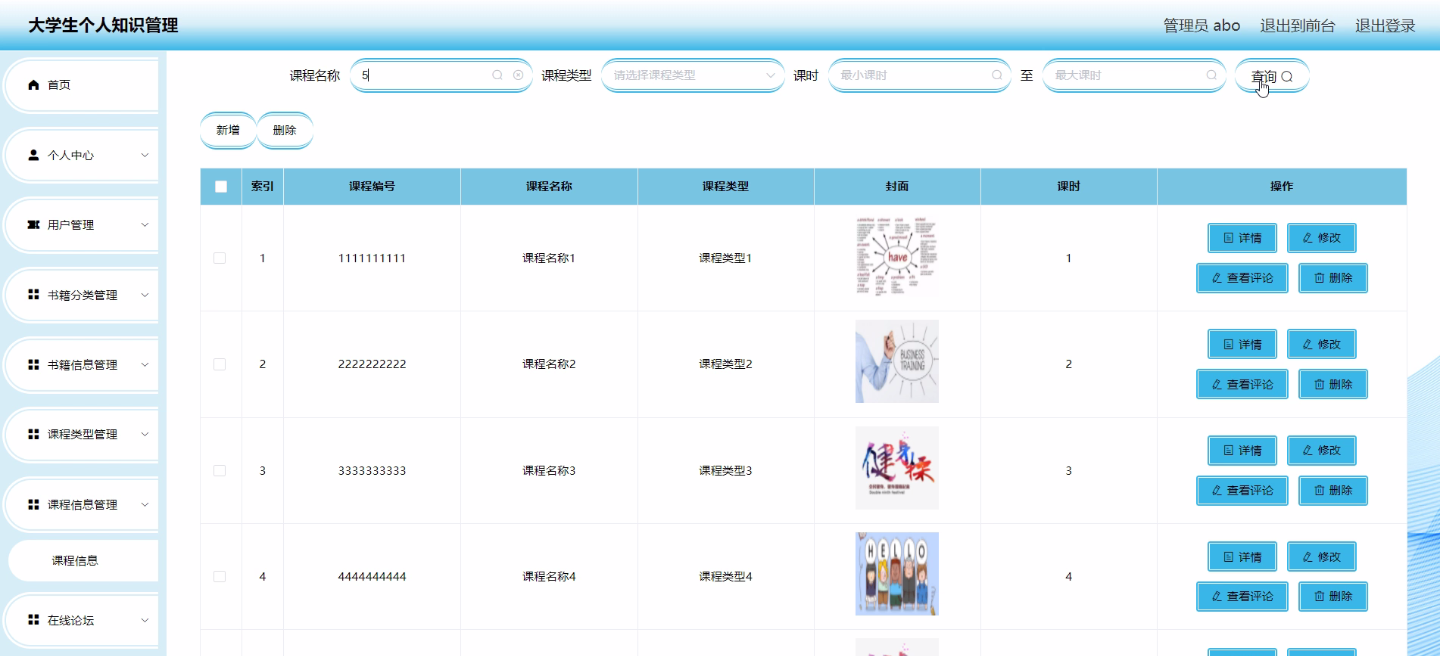 大学生个人知识管理
管理员 abo 退出到前台 退出登录
首页
个人中心
用户管理
书籍分类管理
书籍信息管理
课程类型管理
课程信息管理
课程信息
在线论坛
课程名称 5 课程类型 请选择课程类型 课时 最小课时 至 最大课时 查询
新增 删除
索引 课程编号 课程名称 课程类型 封面 课时 操作
1 1111111111 课程名称1 课程类型1 have 1 详情 修改
查看评论 删除
2 2222222222 课程名称2 课程类型2 BUSINESS TRAINING 2 详情 修改
查看评论 删除
3 3333333333 课程名称3 课程类型3 健身操 3 详情 修改
查看评论 删除
4 4444444444 课程名称4 课程类型4 HELLO 4 详情 修改
查看评论 删除